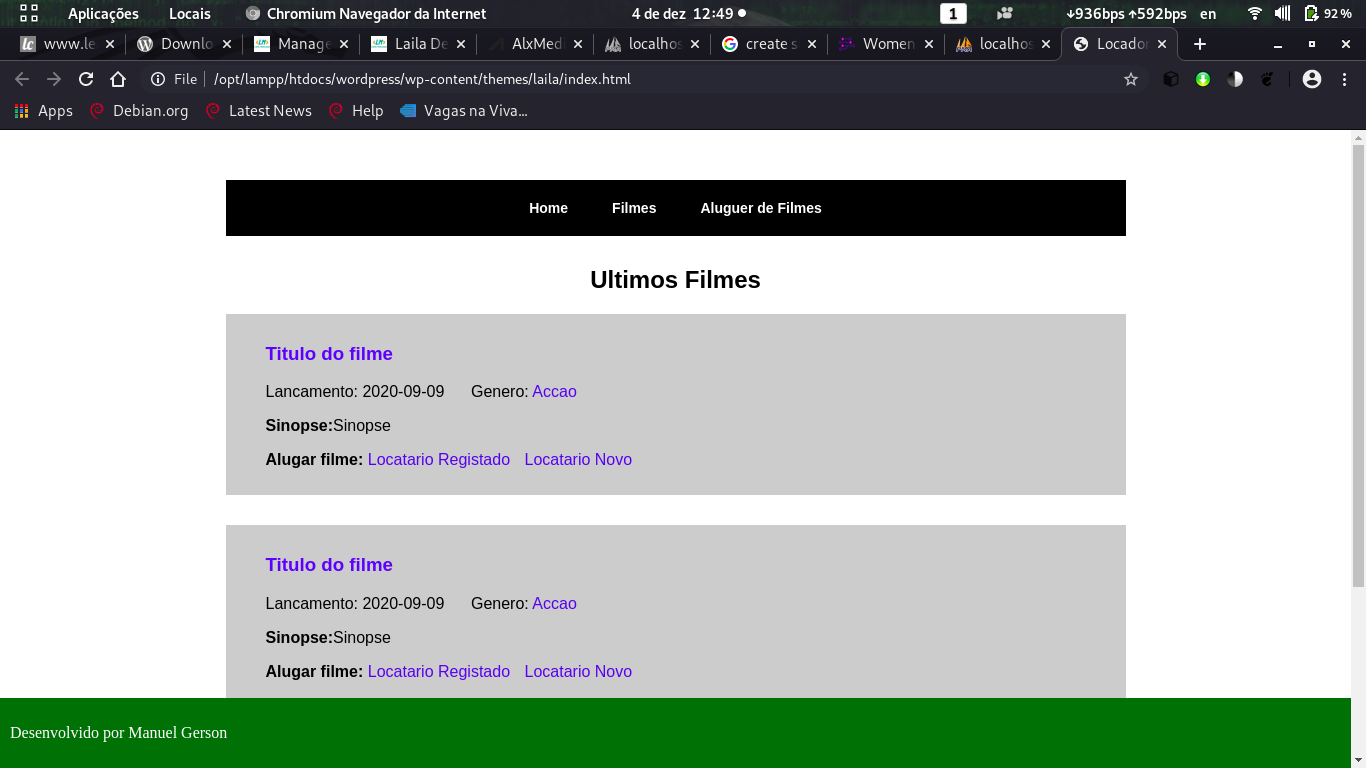 Aplicações Locais Chromium Navegador da Internet 4 de dez 12:49 1 ↓936bps ↑592bps en 92 %
lc www.le Downlo Manage Laila De AlxMed localhos create s Women localhos Locador
File /opt/lampp/htdocs/wordpress/wp-content/themes/laila/index.html
Apps Debian.org Latest News Help Vagas na Viva...
Home Filmes Aluguer de Filmes
Ultimos Filmes
Titulo do filme
Lancamento: 2020-09-09 Genero: Accao
Sinopse:Sinopse
Alugar filme: Locatario Registado Locatario Novo
Titulo do filme
Lancamento: 2020-09-09 Genero: Accao
Sinopse:Sinopse
Alugar filme: Locatario Registado Locatario Novo
Desenvolvido por Manuel Gerson